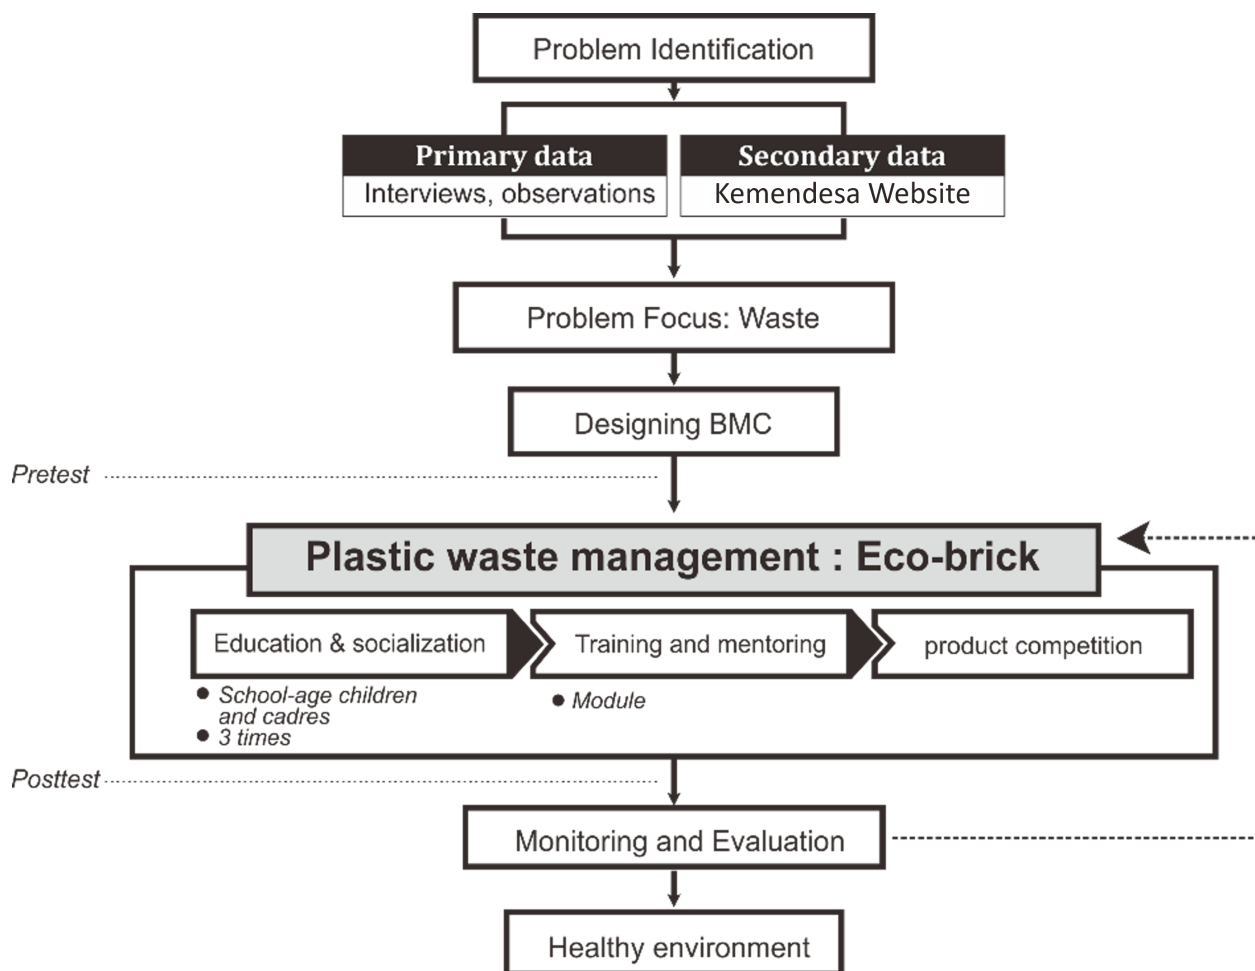 Problem Identification
Primary data
Interviews, observations
Secondary data
Kemendesa Website
Problem Focus: Waste
Designing BMC
Pretest
Plastic waste management : Eco-brick
Education & socialization
● School-age children
and cadres
● 3 times
Training and mentoring
● Module
product competition
Posttest
Monitoring and Evaluation
Healthy environment